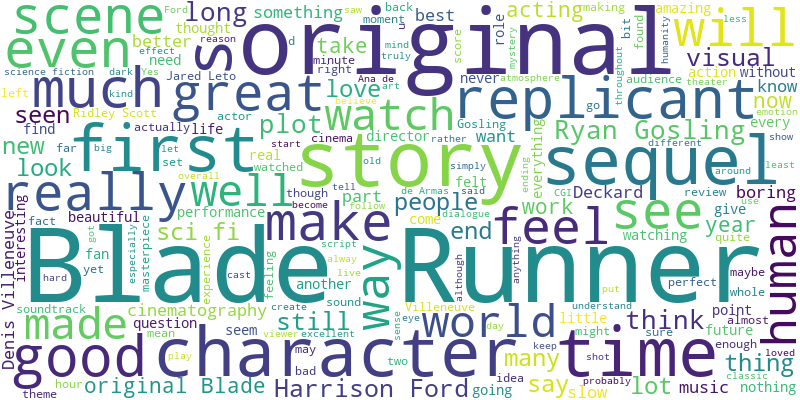 scene
even
long
something
acting
role
best
bit
back
moment
making
saw
amazing
Ford
un
original
will
so
much
great
Jared Leto
love
take
visual
science fiction
dark
Yes
effect
thought
better
need
kind
right
minute
score
reason
mystery
found
humanity
Ana de
mind
truly
art
believe
throughout
audience
theater
action
without
less
know
now
emotion
every
show
left
Ridley Scott
actually
life
seen
find
actor
never
cinema
start
atmosphere
go
replicant
watch
plot
director
Gosling
rather
want
everything
Ryan Gosling
new
look
far
big
let
set
real
watched
first
story
old
simply
ending
different
around
least
sequel
really
well
overall
though
become
tell
follow
felt
de Armas
said
dialogue
CGI
Deckard
review
boring
beautiful
performance
part
people
work
give
year
see
human
Denis Villeneuve
interesting
fact
yet
fan
got
especially
masterpiece
sci fi
experience
feeling
make
end
come
watching
quite
use
hard
Blade Runner
cast
script
another
alway
live
sound
way
feel
although
anything
put
perfect
maybe
whole
soundtrack
question
mean
cinematography
create
viewer
excellent
still
eye
sense
Villeneuve
day
world
little
understand
might
sure
think
point
future
almost
enough
loved
made
good
seem
play
may
bad
two
character
keep
shot
time
many
idea
probably
thing
classic
theme
hour
original Blade
Harrison Ford
going
say
slow
lot
music
nothing